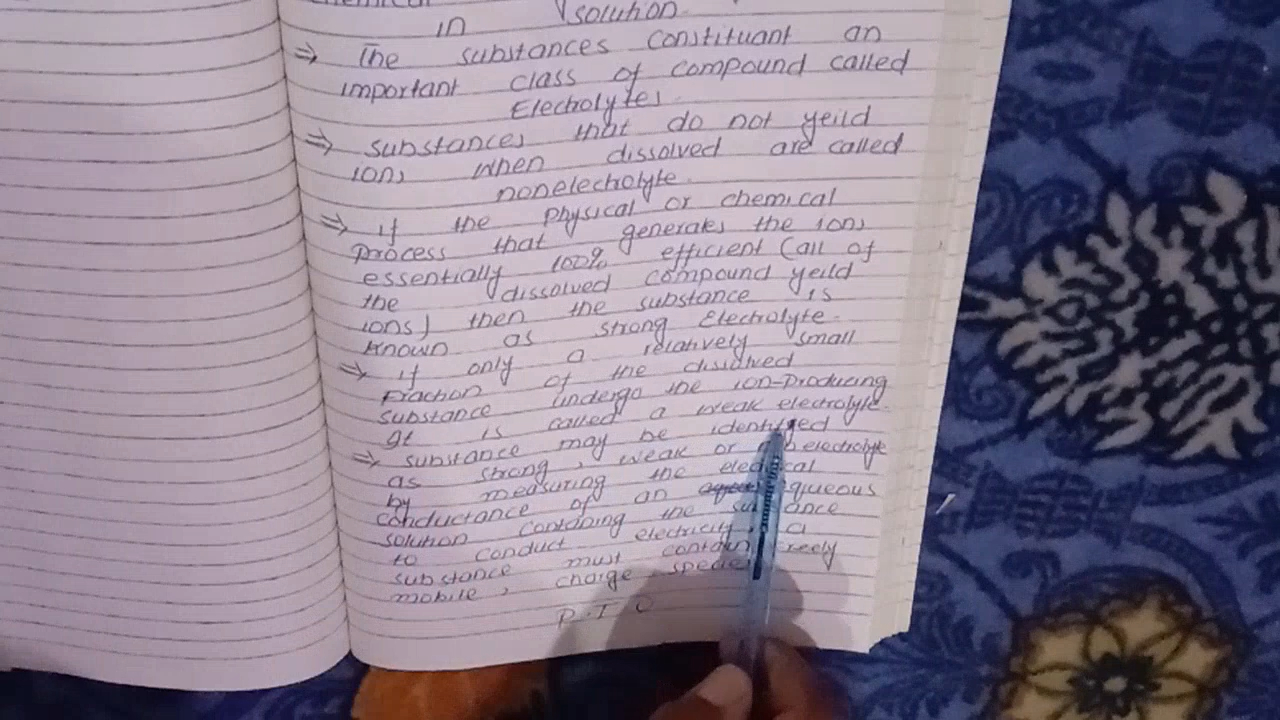 in solution
⇒ The substances constituant an
important class of compound called
Electrolytes.
⇒ substances that do not yeild
ions when dissolved are called
nonelectrolyte.
⇒ if the physical or chemical
process that generates the ions
essentially 100% efficient (all of
the dissolved compound yeild
ions) then the substance is
known as strong Electrolyte.
⇒ if only a relatively small
Fraction of the dissolved
substance undergo the ion-Producing
It is called a weak electrolyte.
⇒ substance may be identified
as strong, weak or electrolyte
by measuring the electrical
conductance of an aqueous
solution containing the substance
to conduct electricity, a
substance must contain freely
mobile, charge species
P.T.O